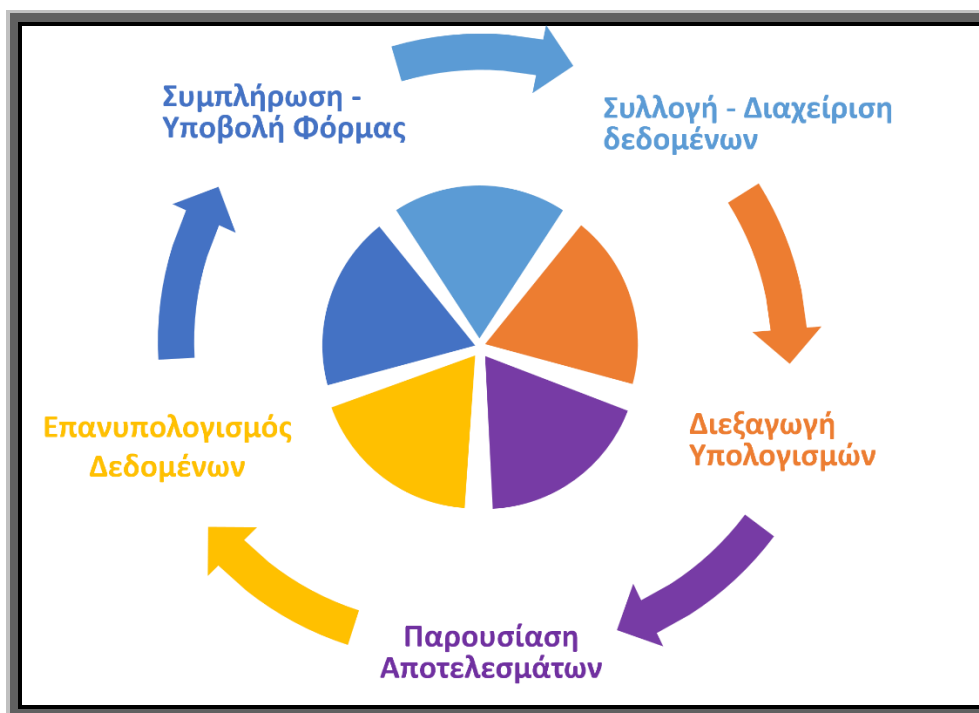 Συμπλήρωση -
Υποβολή Φόρμας
Συλλογή - Διαχείριση
δεδομένων
Διεξαγωγή
Υπολογισμών
Παρουσίαση
Αποτελεσμάτων
Επανυπολογισμός
Δεδομένων